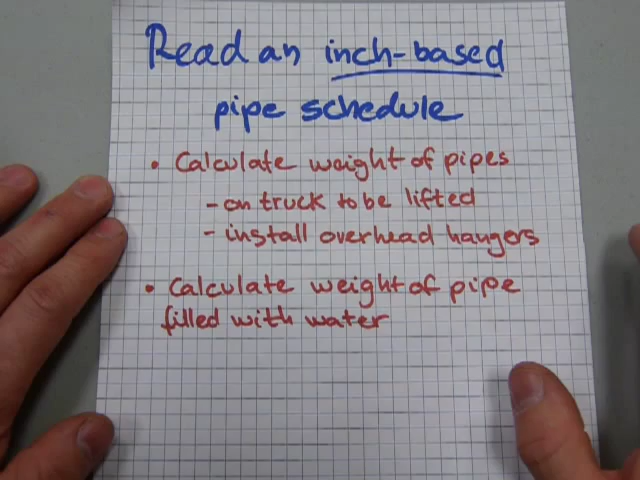 Read an inch-based
pipe schedule
• Calculate weight of pipes
- on truck to be lifted
- install overhead hangers
• Calculate weight of pipe
filled with water